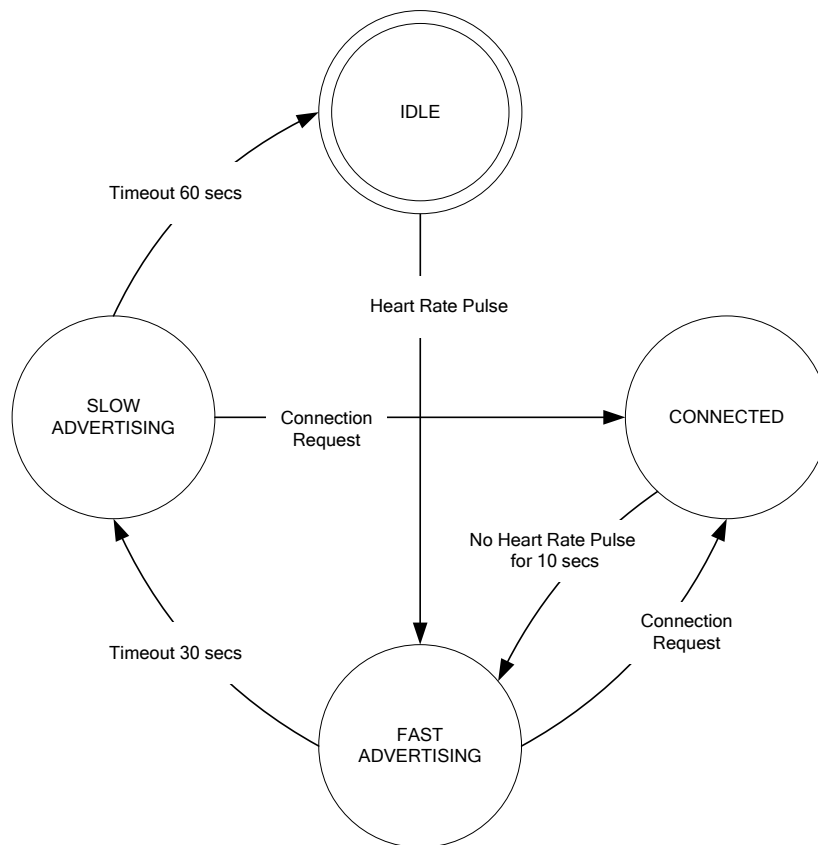 IDLE
Timeout 60 secs
Heart Rate Pulse
SLOW
ADVERTISING
Connection
Request
CONNECTED
No Heart Rate Pulse
for 10 secs
Connection
Request
Timeout 30 secs
FAST
ADVERTISING